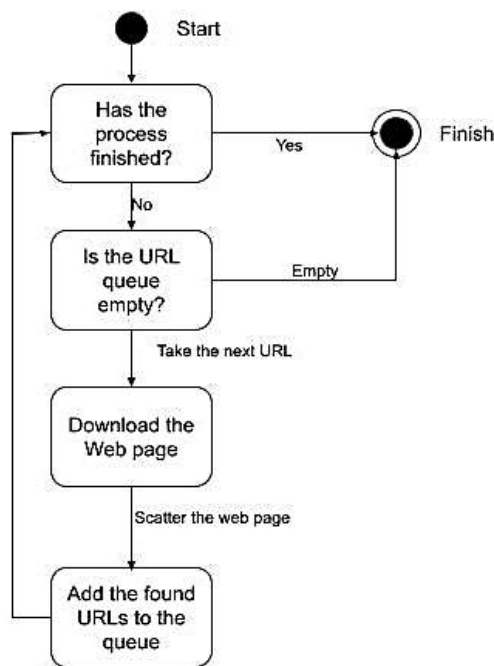 Start
Has the
process
finished?
Yes
Finish
No
Is the URL
queue
empty?
Empty
Take the next URL
Download the
Web page
Scatter the web page
Add the found
URLs to the
queue